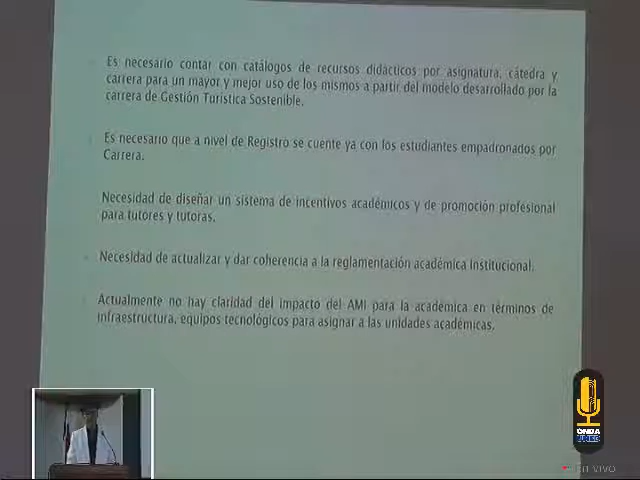 Es necesario contar con catálogos de recursos didácticos por asignatura, cátedra y
carrera para un mayor y mejor uso de los mismos a partir del modelo desarrollado por la
carrera de Gestión Turística Sostenible.
Es necesario que a nivel de Registro se cuente ya con los estudiantes empadronados por
Carrera.
Necesidad de diseñar un sistema de incentivos académicos y de promoción profesional
para tutores y tutoras.
Necesidad de actualizar y dar coherencia a la reglamentación académica institucional.
Actualmente no hay claridad del impacto del AMI para la académica en términos de
infraestructura, equipos tecnológicos para asignar a las unidades académicas.
ONDA
UNED
EN VIVO